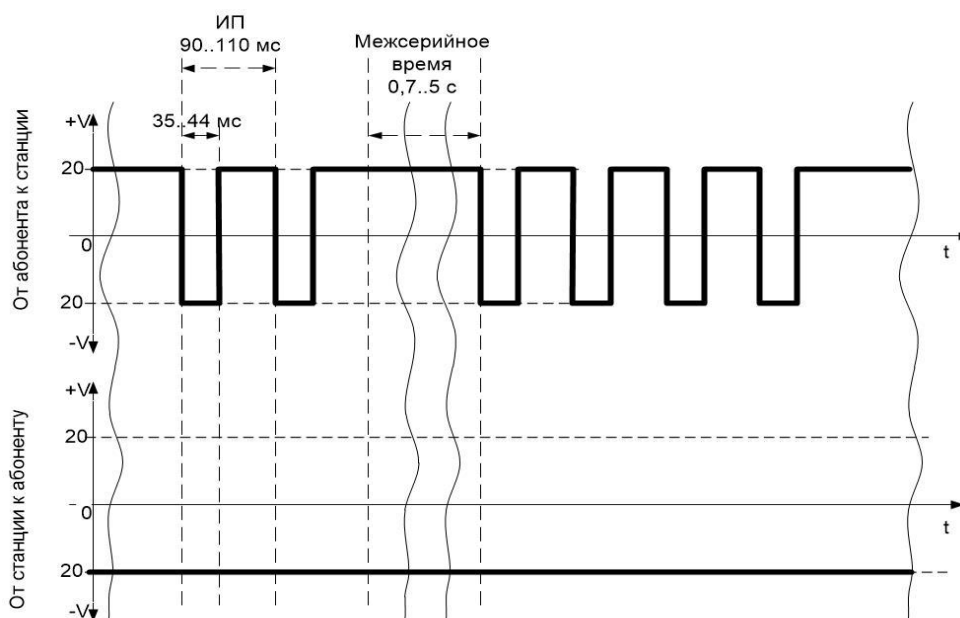 ИП
90..110 мс
Межсерийное
время
0,7..5 с
35..44 мс
+V
20
0
t
20
-V
От абонента к станции
+V
20
0
t
20
-V
От станции к абоненту